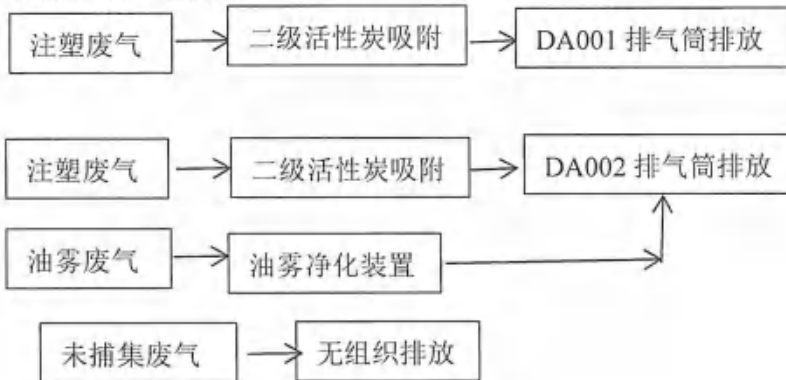 注塑废气
二级活性炭吸附
DA001 排气筒排放
注塑废气
二级活性炭吸附
DA002 排气筒排放
油雾废气
油雾净化装置
未捕集废气
无组织排放